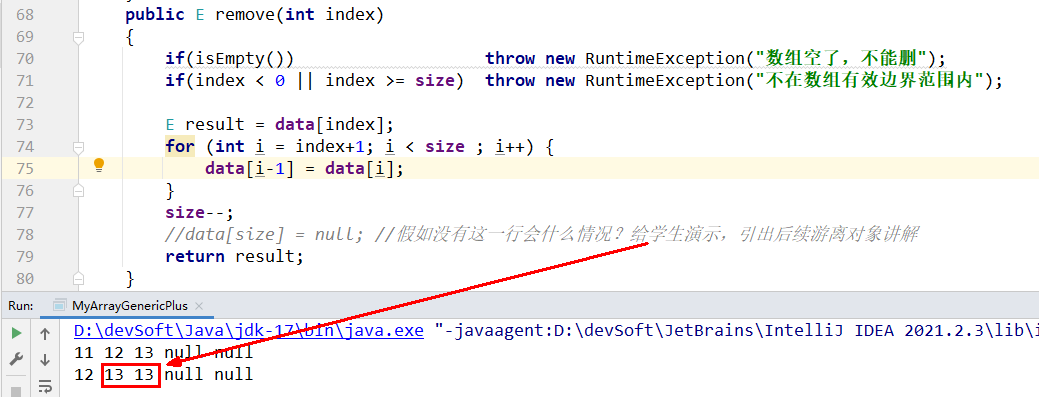 68 public E remove(int index)
69 {
70 if(isEmpty()) throw new RuntimeException("数组空了，不能删");
71 if(index < 0 || index >= size) throw new RuntimeException("不在数组有效边界范围内");
72
73 E result = data[index];
74 for (int i = index+1; i < size ; i++) {
75 data[i-1] = data[i];
76 }
77 size--;
78 //data[size] = null; //假如没有这一行会什么情况？给学生演示，引出后续游离对象讲解
79 return result;
80 }
Run: MyArrayGenericPlus ×
D:\devSoft\Java\jdk-17\bin\java.exe "-javaagent:D:\devSoft\JetBrains\IntelliJ IDEA 2021.2.3\lib\
11 12 13 null null
12 13 13 null null